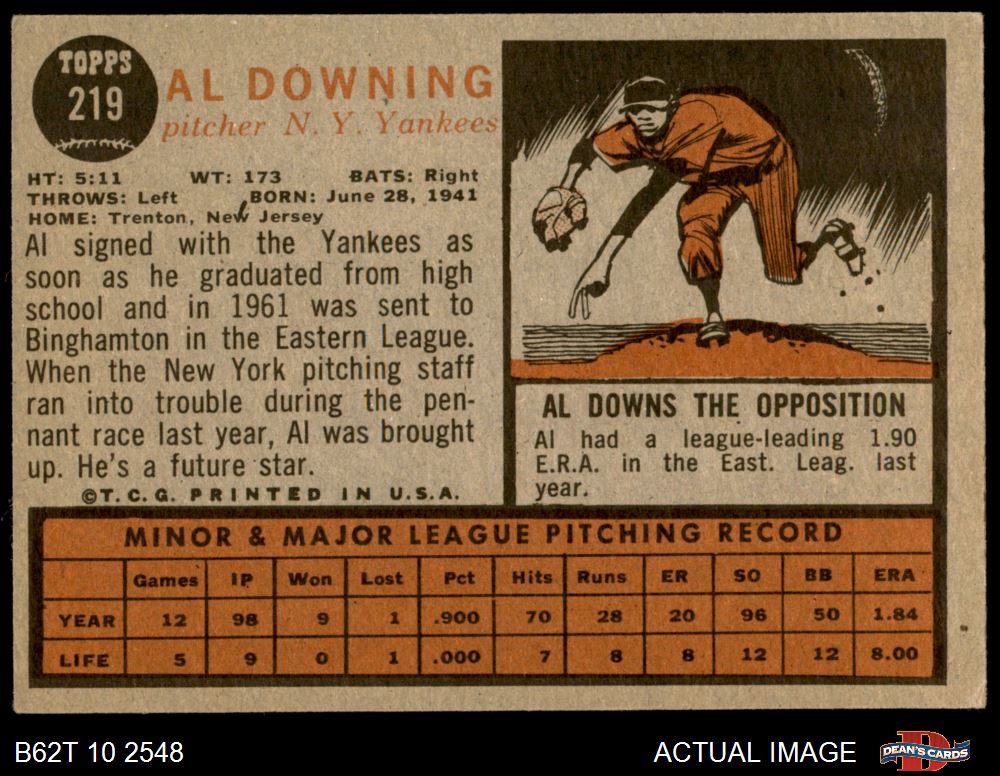 TOPPS
219
AL DOWNING
pitcher N. Y. Yankees
HT: 5:11 WT: 173 BATS: Right
THROWS: Left BORN: June 28, 1941
HOME: Trenton, New Jersey
Al signed with the Yankees as
soon as he graduated from high
school and in 1961 was sent to
Binghamton in the Eastern League.
When the New York pitching staff
ran into trouble during the pen-
nant race last year, Al was brought
up. He's a future star.
©T.C.G. PRINTED IN U.S.A.
AL DOWNS THE OPPOSITION
Al had a league-leading 1.90
E.R.A. in the East. Leag. last
year.
MINOR & MAJOR LEAGUE PITCHING RECORD
Games IP Won Lost Pct Hits Runs ER SO BB ERA
YEAR 12 98 9 1 .900 70 28 20 96 50 1.84
LIFE 5 9 0 1 .000 7 8 8 12 12 8.00
B62T 10 2548
ACTUAL IMAGE
DEAN'S CARDS